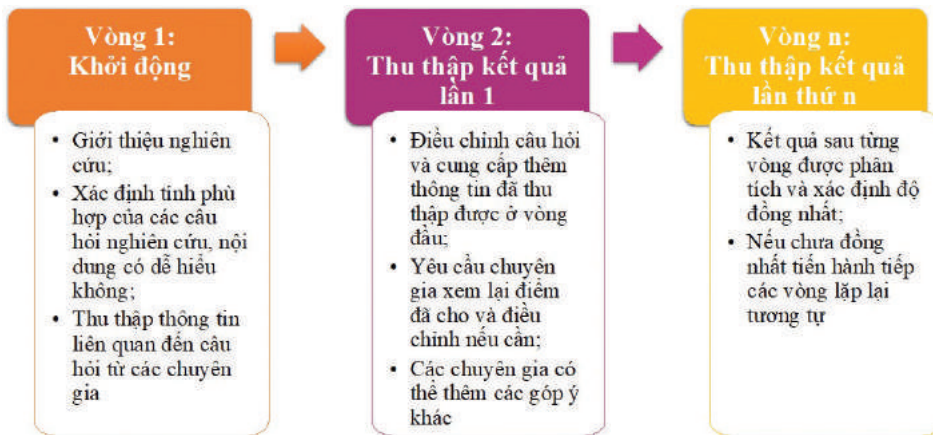 Vòng 1:
Khởi động
• Giới thiệu nghiên
cứu;
• Xác định tính phù
hợp của các câu
hỏi nghiên cứu, nội
dung có dễ hiểu
không;
• Thu thập thông tin
liên quan đến câu
hỏi từ các chuyên
gia
Vòng 2:
Thu thập kết quả
lần 1
• Điều chỉnh câu hỏi
và cung cấp thêm
thông tin đã thu
thập được ở vòng
đầu;
• Yêu cầu chuyên
gia xem lại điểm
đã cho và điều
chỉnh nếu cần;
• Các chuyên gia có
thể thêm các góp ý
khác
Vòng n:
Thu thập kết quả
lần thứ n
• Kết quả sau từng
vòng được phân
tích và xác định độ
đồng nhất;
• Nếu chưa đồng
nhất tiến hành tiếp
các vòng lặp lại
tương tự